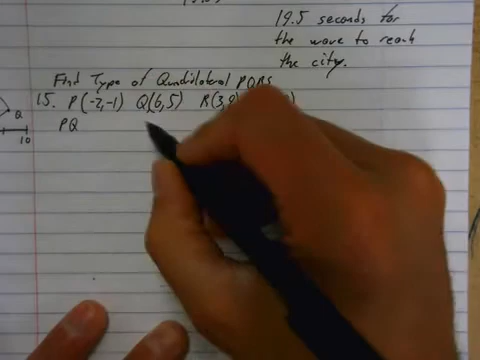 19.5 seconds for
the wave to reach
the city.
Find Type of Quadrilateral PQRS
15. P(-2,-1) Q(6,5) R(3,9)
PQ
Q
10